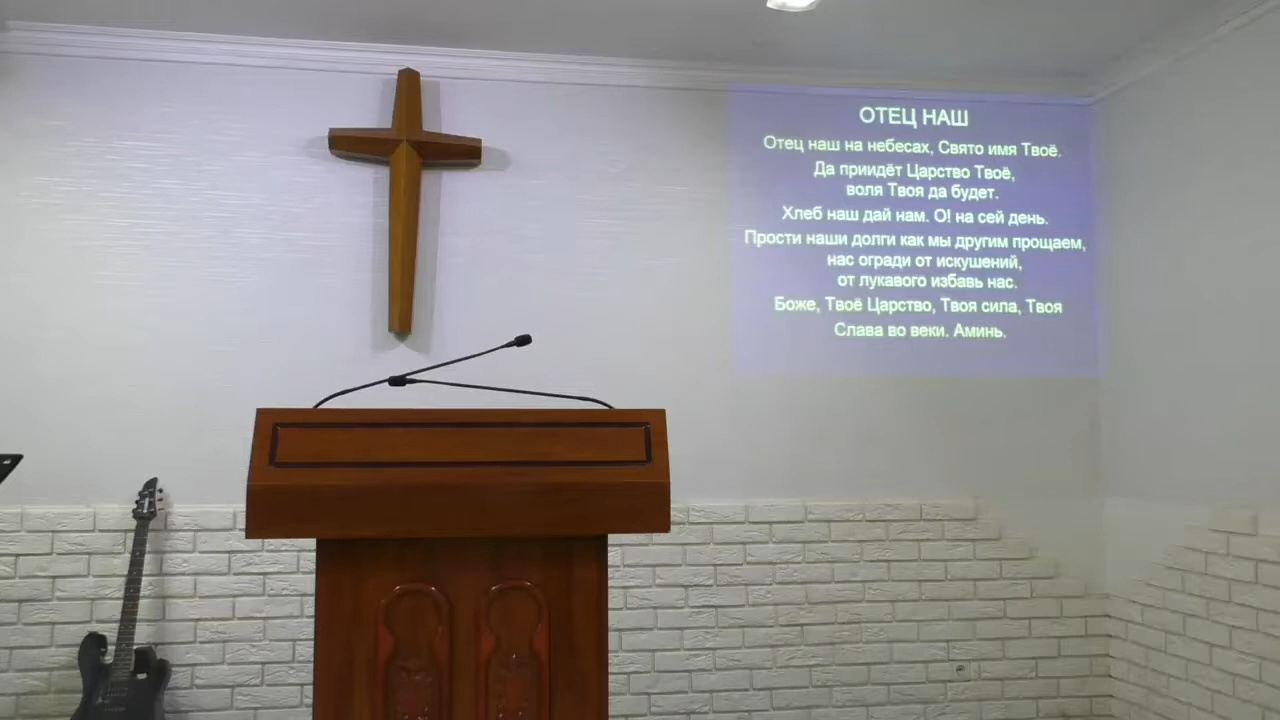 ОТЕЦ НАШ
Отец наш на небесах, Свято имя Твоё.
Да приидёт Царство Твоё,
воля Твоя да будет.
Хлеб наш дай нам. О! на сей день.
Прости наши долги как мы другим прощаем,
нас огради от искушений,
от лукавого избавь нас.
Боже, Твоё Царство, Твоя сила, Твоя
Слава во веки. Аминь.